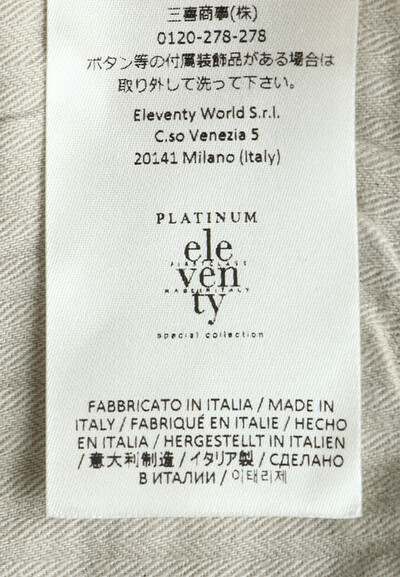 三喜商事(株)
0120-278-278
ボタン等の付属装飾品がある場合は
取り外して洗って下さい。
Eleventy World S.r.l.
C.so Venezia 5
20141 Milano (Italy)
PLATINUM
ele
ven
MADE IN ITALY
ty
special collection
FABBRICATO IN ITALIA / MADE IN
ITALY / FABRIQUÉ EN ITALIE / HECHO
EN ITALIA / HERGESTELLT IN ITALIEN
/ 意大利制造 / イタリア製 / СДЕЛАНО
В ИТАЛИИ / 이태리제